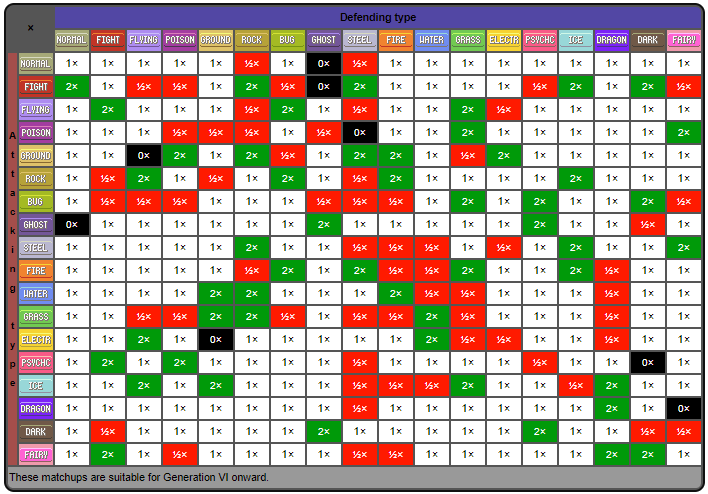 ×
Defending type
NORMAL FIGHT FLYING POISON GROUND ROCK BUG GHOST STEEL FIRE WATER GRASS ELECTR PSYCHC ICE DRAGON DARK FAIRY
Attacking type
NORMAL 1× 1× 1× 1× 1× ½× 1× 0× ½× 1× 1× 1× 1× 1× 1× 1× 1× 1×
FIGHT 2× 1× ½× ½× 1× 2× ½× 0× 2× 1× 1× 1× 1× ½× 2× 1× 2× ½×
FLYING 1× 2× 1× 1× 1× ½× 2× 1× ½× 1× 1× 2× ½× 1× 1× 1× 1× 1×
POISON 1× 1× 1× ½× ½× ½× 1× ½× 0× 1× 1× 2× 1× 1× 1× 1× 1× 2×
GROUND 1× 1× 0× 2× 1× 2× ½× 1× 2× 2× 1× ½× 2× 1× 1× 1× 1× 1×
ROCK 1× ½× 2× 1× ½× 1× 2× 1× ½× 2× 1× 1× 1× 1× 2× 1× 1× 1×
BUG 1× ½× ½× ½× 1× 1× 1× ½× ½× ½× 1× 2× 1× 2× 1× 1× 2× ½×
GHOST 0× 1× 1× 1× 1× 1× 1× 2× 1× 1× 1× 1× 1× 2× 1× 1× ½× 1×
STEEL 1× 1× 1× 1× 1× 2× 1× 1× ½× ½× ½× 1× ½× 1× 2× 1× 1× 2×
FIRE 1× 1× 1× 1× 1× ½× 2× 1× 2× ½× ½× 2× 1× 1× 2× ½× 1× 1×
WATER 1× 1× 1× 1× 2× 2× 1× 1× 1× 2× ½× ½× 1× 1× 1× ½× 1× 1×
GRASS 1× 1× ½× ½× 2× 2× ½× 1× ½× ½× 2× ½× 1× 1× 1× ½× 1× 1×
ELECTR 1× 1× 2× 1× 0× 1× 1× 1× 1× 1× 2× ½× ½× 1× 1× ½× 1× 1×
PSYCHC 1× 2× 1× 2× 1× 1× 1× 1× ½× 1× 1× 1× 1× ½× 1× 1× 0× 1×
ICE 1× 1× 2× 1× 2× 1× 1× 1× ½× ½× ½× 2× 1× 1× ½× 2× 1× 1×
DRAGON 1× 1× 1× 1× 1× 1× 1× 1× ½× 1× 1× 1× 1× 1× 1× 2× 1× 0×
DARK 1× ½× 1× 1× 1× 1× 1× 2× 1× 1× 1× 1× 1× 2× 1× 1× ½× ½×
FAIRY 1× 2× 1× ½× 1× 1× 1× 1× ½× ½× 1× 1× 1× 1× 1× 2× 2× 1×
These matchups are suitable for Generation VI onward.